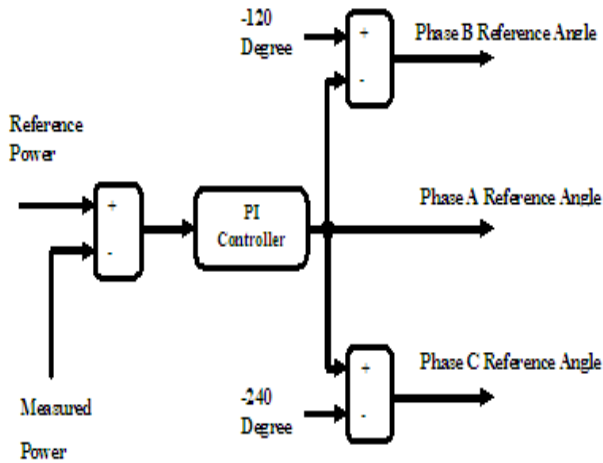 -120
Degree
+
-
Phase B Reference Angle
Reference
Power
+
-
PI
Controller
Phase A Reference Angle
Measured
Power
-240
Degree
+
-
Phase C Reference Angle